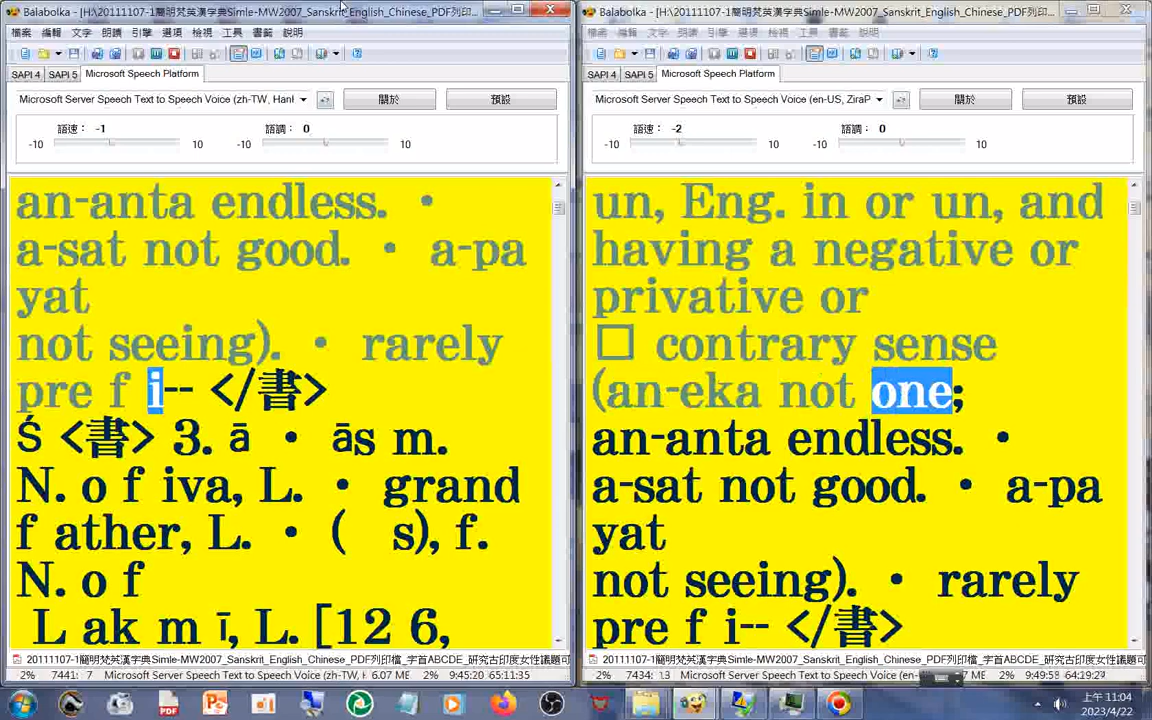 Balabolka - [H:\20111107-1簡明梵英漢字典Simle-MW2007_Sanskrit_English_Chinese_PDF列印...
檔案 編輯 文字 朗讀 引擎 選項 檢視 工具 書籤 說明
SAPI 4 SAPI 5 Microsoft Speech Platform
Microsoft Server Speech Text to Speech Voice (zh-TW, HanH
關於 預設
語速： -1 語調： 0
-10 10 -10 10
an-anta endless. •
a-sat not good. • a-pa
yat
not seeing). • rarely
pre f i-- </書>
Ś <書> 3. ā • ās m.
N. o f iva, L. • grand
f ather, L. • ( s), f.
N. o f
L ak m ī, L. [12 6,
20111107-1簡明梵英漢字典Simle-MW2007_Sanskrit_English_Chinese_PDF列印檔_字首ABCDE_研究古印度女性議題可
2% 7441: 7 Microsoft Server Speech Text to Speech Voice (zh-TW, H 6.07 MB 2% 9:45:20 65:11:35
Balabolka - [H:\20111107-1簡明梵英漢字典Simle-MW2007_Sanskrit_English_Chinese_PDF列印...
檔案 編輯 文字 朗讀 引擎 選項 檢視 工具 書籤 說明
SAPI 4 SAPI 5 Microsoft Speech Platform
Microsoft Server Speech Text to Speech Voice (en-US, ZiraP
關於 預設
語速： -2 語調： 0
-10 10 -10 10
un, Eng. in or un, and
having a negative or
privative or
□ contrary sense
(an-eka not one;
an-anta endless. •
a-sat not good. • a-pa
yat
not seeing). • rarely
pre f i-- </書>
20111107-1簡明梵英漢字典Simle-MW2007_Sanskrit_English_Chinese_PDF列印檔_字首ABCDE_研究古印度女性議題可
2% 7434: Microsoft Server Speech Text to Speech Voice 2% 9:49:58 64:29:27
上午 11:04
2023/4/22